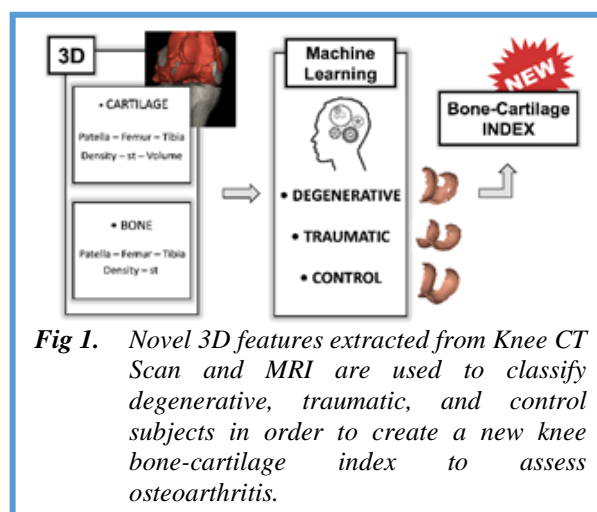 3D
• CARTILAGE
Patella – Femur – Tibia
Density – st – Volume
• BONE
Patella – Femur – Tibia
Density – st
Machine
Learning
• DEGENERATIVE
• TRAUMATIC
• CONTROL
NEW
Bone-Cartilage
INDEX
Fig 1. Novel 3D features extracted from Knee CT
Scan and MRI are used to classify
degenerative, traumatic, and control
subjects in order to create a new knee
bone-cartilage index to assess
osteoarthritis.